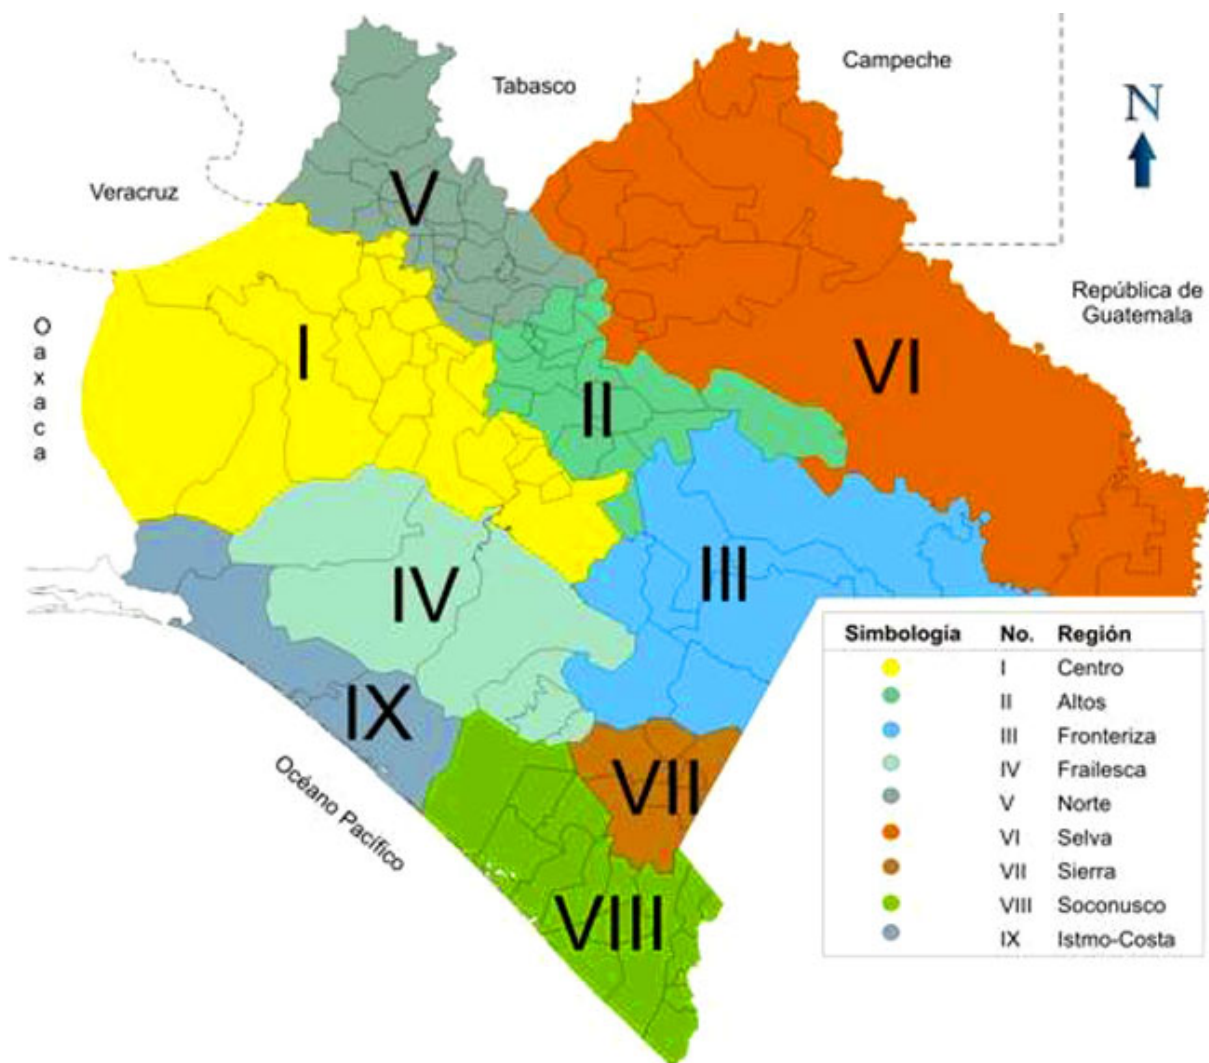 Campeche
Tabasco
N
Veracruz
V
República de
Guatemala
Oaxaca
I
VI
II
III
IV
IX
VII
VIII
Océano Pacífico
Simbología No. Región
I Centro
II Altos
III Fronteriza
IV Frailesca
V Norte
VI Selva
VII Sierra
VIII Soconusco
IX Istmo-Costa